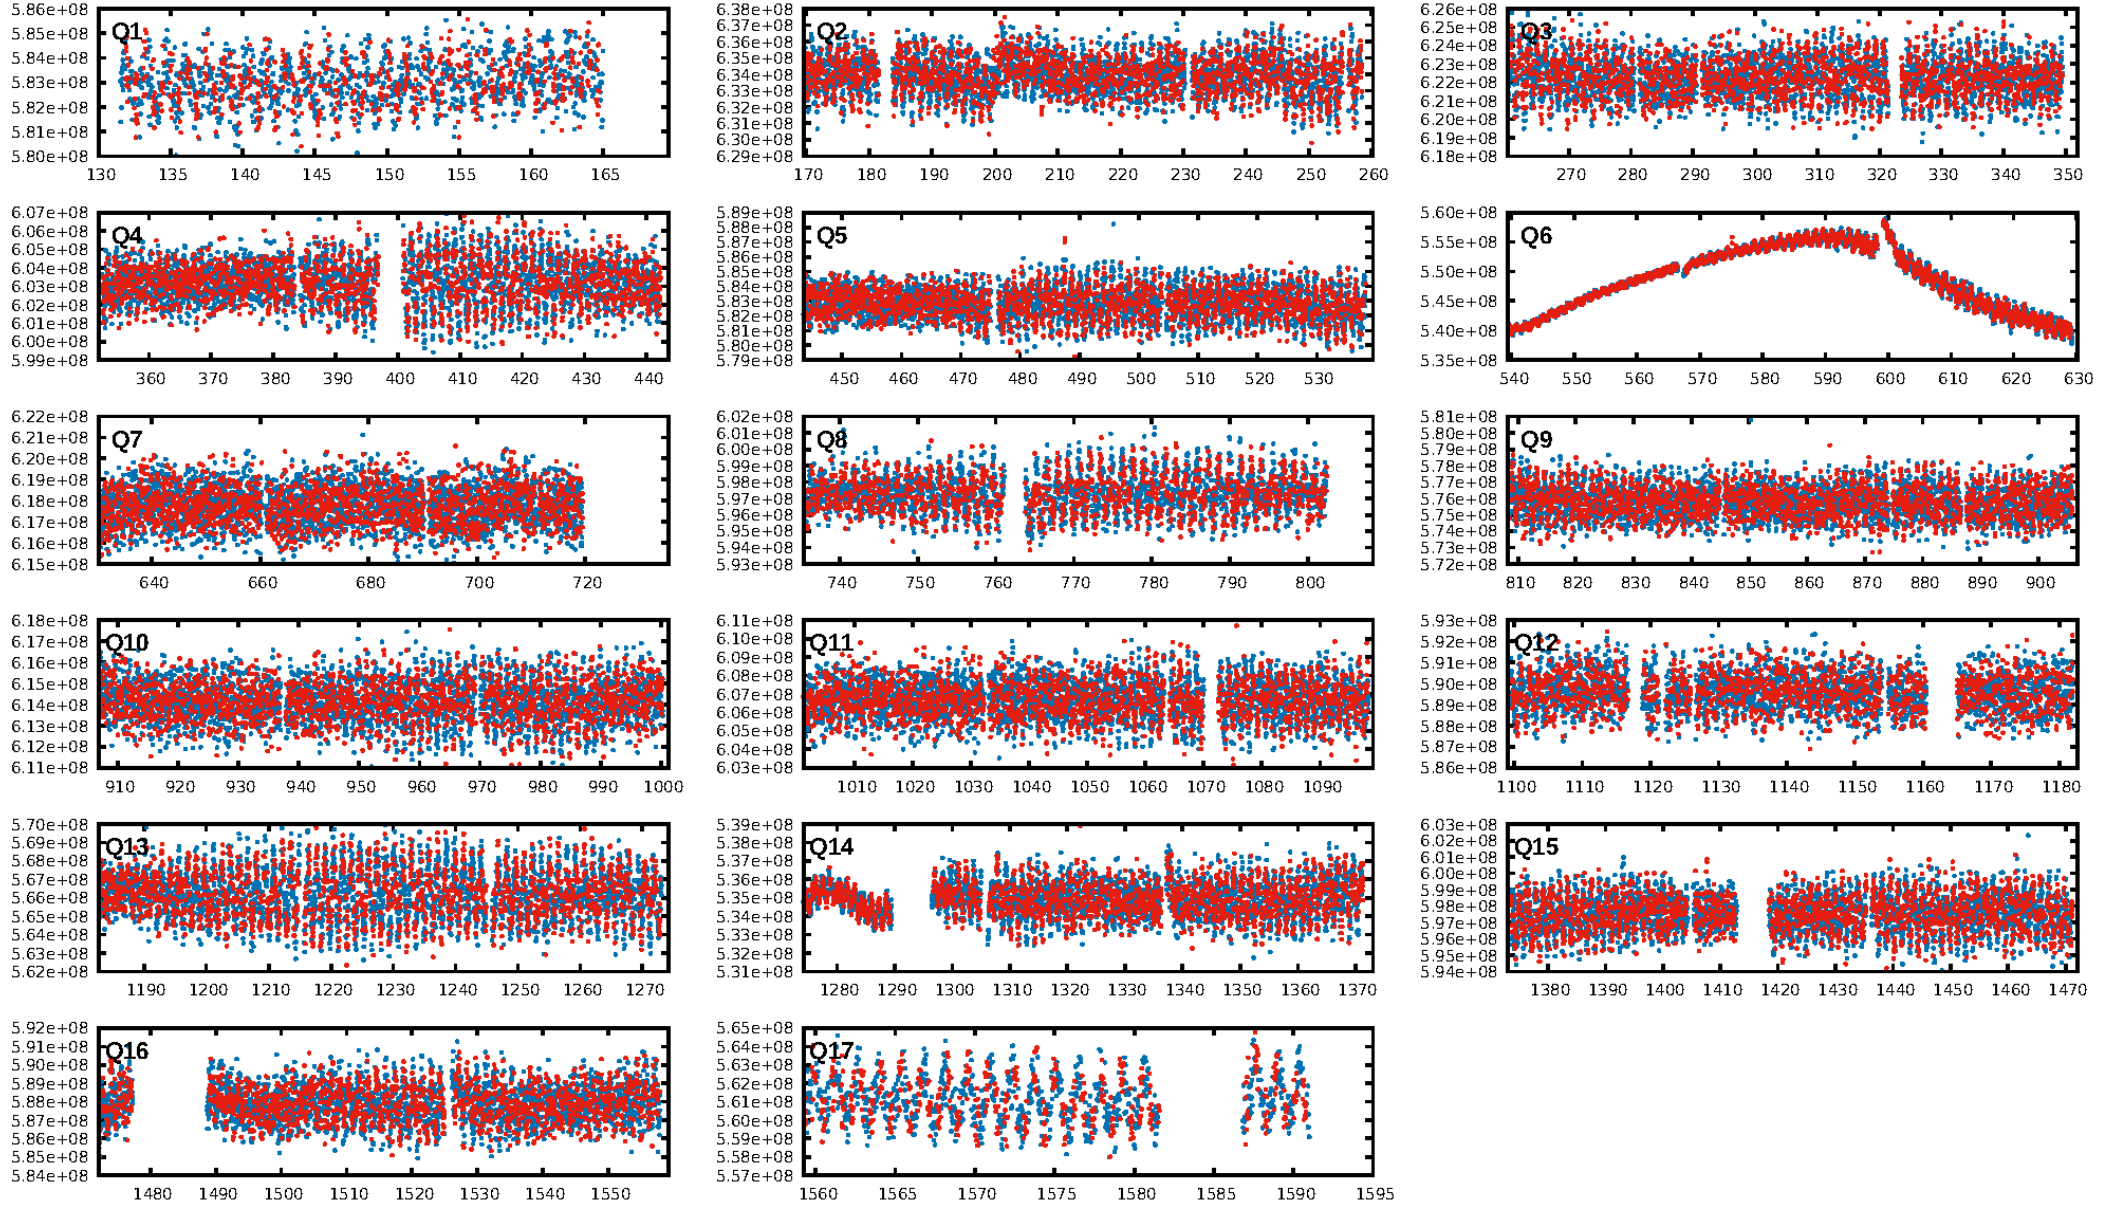 5.86e+08
5.85e+08
5.84e+08
5.83e+08
5.82e+08
5.81e+08
5.80e+08
Q1
130 135 140 145 150 155 160 165
6.38e+08
6.36e+08
6.35e+08
6.34e+08
6.33e+08
6.32e+08
6.31e+08
6.30e+08
6.29e+08
Q2
170 180 190 200 210 220 230 240 250 260
6.26e+08
6.25e+08
6.24e+08
6.23e+08
6.22e+08
6.21e+08
6.20e+08
6.19e+08
6.18e+08
Q3
270 280 290 300 310 320 330 340 350
6.07e+08
6.06e+08
6.05e+08
6.04e+08
6.03e+08
6.02e+08
6.01e+08
6.00e+08
5.99e+08
Q4
360 370 380 390 400 410 420 430 440
5.89e+08
5.88e+08
5.87e+08
5.86e+08
5.85e+08
5.84e+08
5.83e+08
5.82e+08
5.81e+08
5.80e+08
5.79e+08
Q5
450 460 470 480 490 500 510 520 530
5.60e+08
5.55e+08
5.50e+08
5.45e+08
5.40e+08
5.35e+08
Q6
540 550 560 570 580 590 600 610 620 630
6.22e+08
6.21e+08
6.20e+08
6.19e+08
6.18e+08
6.17e+08
6.16e+08
6.15e+08
Q7
640 660 680 700 720
6.02e+08
6.01e+08
6.00e+08
5.99e+08
5.98e+08
5.97e+08
5.96e+08
5.95e+08
5.94e+08
5.93e+08
Q8
740 750 760 770 780 790 800
5.81e+08
5.80e+08
5.79e+08
5.78e+08
5.77e+08
5.76e+08
5.75e+08
5.74e+08
5.73e+08
5.72e+08
Q9
810 820 830 840 850 860 870 880 890 900
6.18e+08
6.17e+08
6.16e+08
6.15e+08
6.14e+08
6.13e+08
6.12e+08
6.11e+08
Q10
910 920 930 940 950 960 970 980 990 1000
6.11e+08
6.10e+08
6.09e+08
6.08e+08
6.07e+08
6.06e+08
6.05e+08
6.04e+08
6.03e+08
Q11
1010 1020 1030 1040 1050 1060 1070 1080 1090
5.93e+08
5.92e+08
5.91e+08
5.90e+08
5.89e+08
5.88e+08
5.87e+08
5.86e+08
Q12
1100 1110 1120 1130 1140 1150 1160 1170 1180
5.70e+08
5.69e+08
5.68e+08
5.67e+08
5.66e+08
5.65e+08
5.64e+08
5.63e+08
5.62e+08
Q13
1190 1200 1210 1220 1230 1240 1250 1260 1270
5.39e+08
5.38e+08
5.37e+08
5.36e+08
5.35e+08
5.34e+08
5.33e+08
5.32e+08
5.31e+08
Q14
1280 1290 1300 1310 1320 1330 1340 1350 1360 1370
6.03e+08
6.02e+08
6.01e+08
6.00e+08
5.99e+08
5.98e+08
5.97e+08
5.96e+08
5.95e+08
5.94e+08
Q15
1380 1390 1400 1410 1420 1430 1440 1450 1460 1470
5.92e+08
5.91e+08
5.90e+08
5.89e+08
5.88e+08
5.87e+08
5.86e+08
5.85e+08
5.84e+08
Q16
1480 1490 1500 1510 1520 1530 1540 1550
5.65e+08
5.64e+08
5.63e+08
5.62e+08
5.61e+08
5.60e+08
5.59e+08
5.58e+08
5.57e+08
Q17
1560 1565 1570 1575 1580 1585 1590 1595